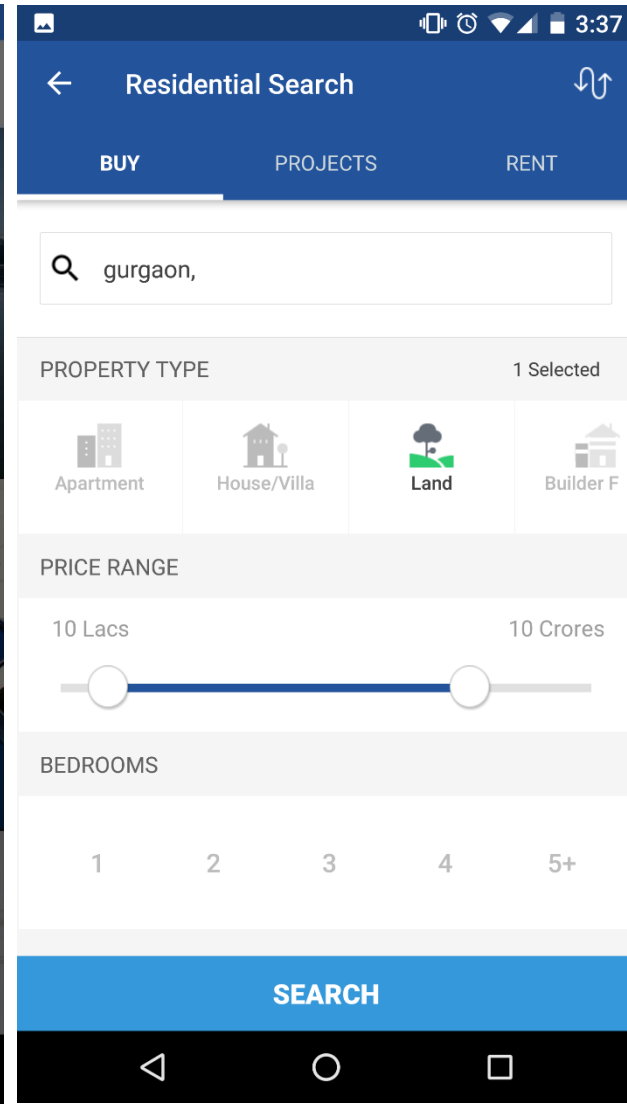 3:37
Residential Search
BUY PROJECTS RENT
gurgaon,
PROPERTY TYPE 1 Selected
Apartment House/Villa Land Builder F
PRICE RANGE
10 Lacs 10 Crores
BEDROOMS
1 2 3 4 5+
SEARCH